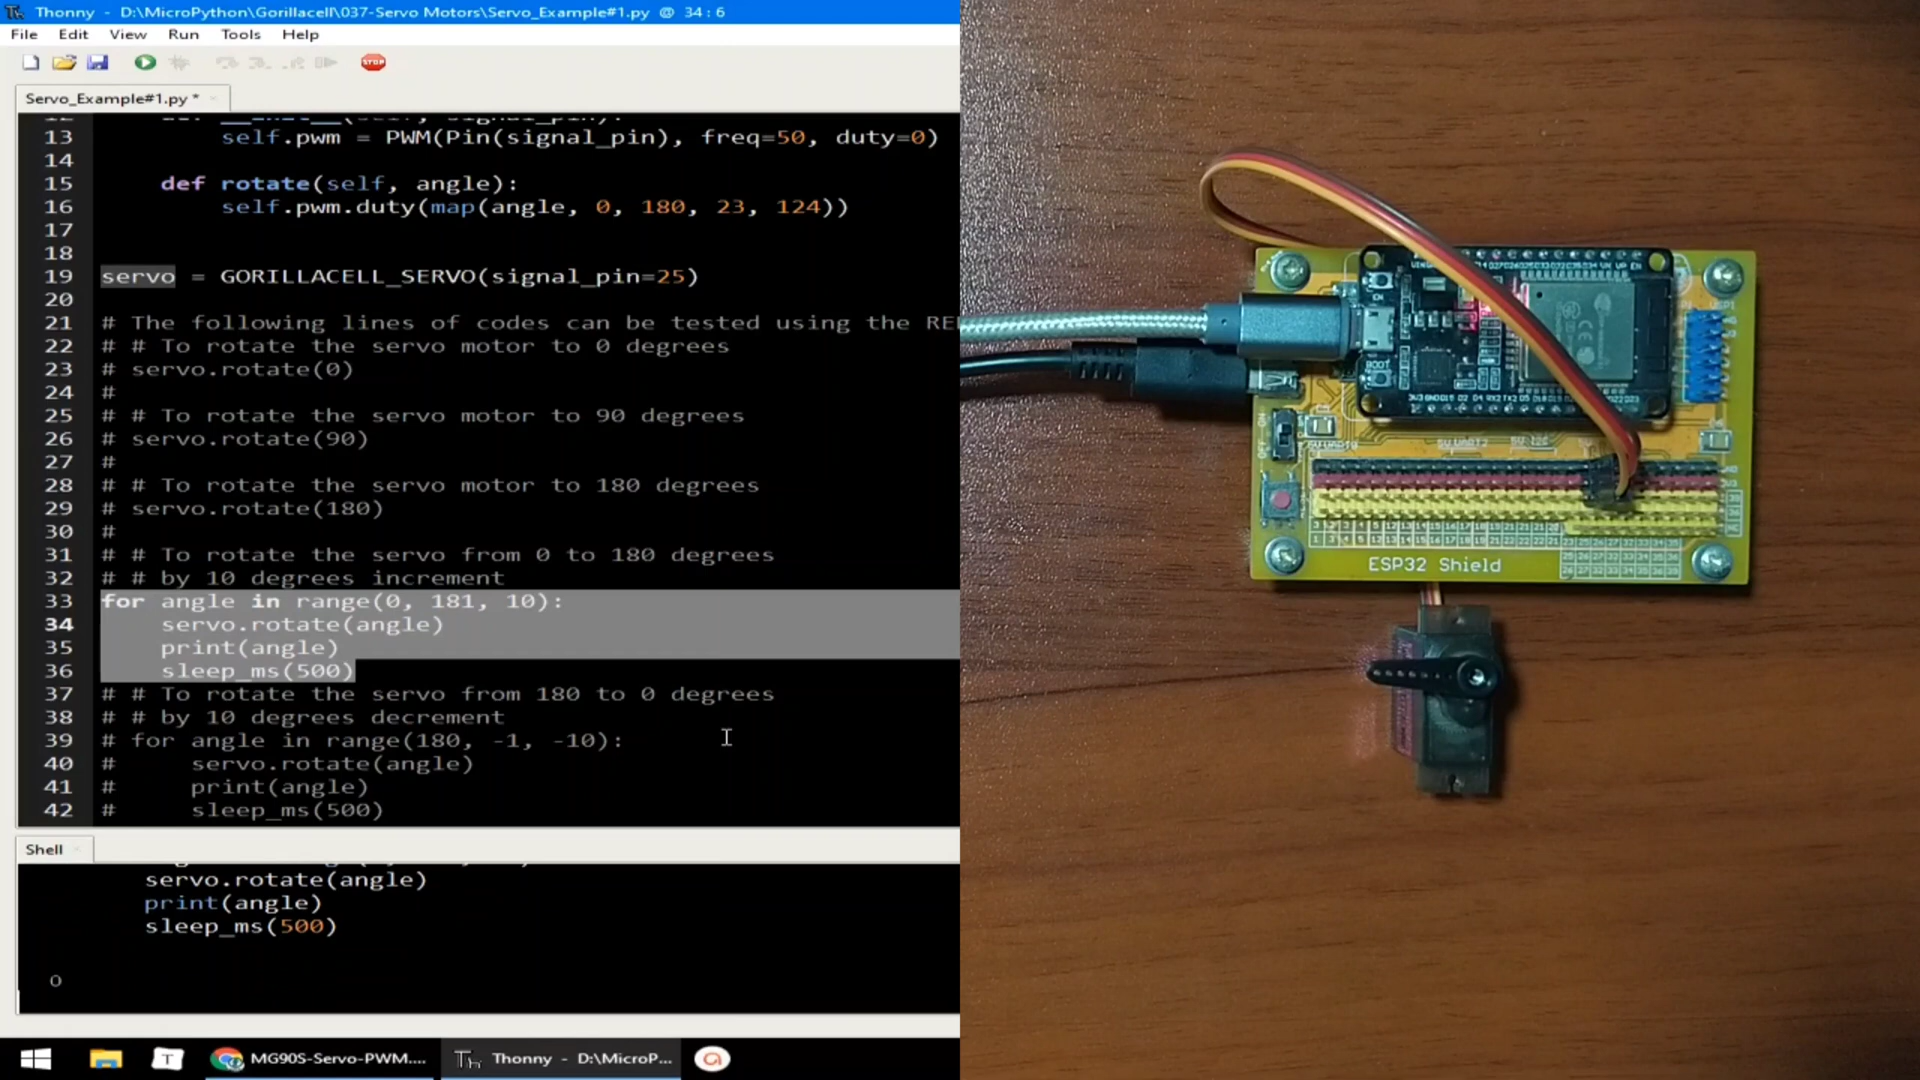 Thonny - D:\MicroPython\Gorillacell\037-Servo Motors\Servo_Example#1.py @ 34 : 6
File Edit View Run Tools Help
STOP
Servo_Example#1.py *
13 self.pwm = PWM(Pin(signal_pin), freq=50, duty=0)
14
15 def rotate(self, angle):
16 self.pwm.duty(map(angle, 0, 180, 23, 124))
17
18
19 servo = GORILLACELL_SERVO(signal_pin=25)
20
21 # The following lines of codes can be tested using the
22 # # To rotate the servo motor to 0 degrees
23 # servo.rotate(0)
24 #
25 # # To rotate the servo motor to 90 degrees
26 # servo.rotate(90)
27 #
28 # # To rotate the servo motor to 180 degrees
29 # servo.rotate(180)
30 #
31 # # To rotate the servo from 0 to 180 degrees
32 # # by 10 degrees increment
33 for angle in range(0, 181, 10):
34 servo.rotate(angle)
35 print(angle)
36 sleep_ms(500)
37 # # To rotate the servo from 180 to 0 degrees
38 # # by 10 degrees decrement
39 # for angle in range(180, -1, -10):
40 # servo.rotate(angle)
41 # print(angle)
42 # sleep_ms(500)
Shell
servo.rotate(angle)
print(angle)
sleep_ms(500)
0
MG90S-Servo-PWM....
Thonny - D:\MicroP...
EN
BOOT
OFF ON
ESP32 Shield